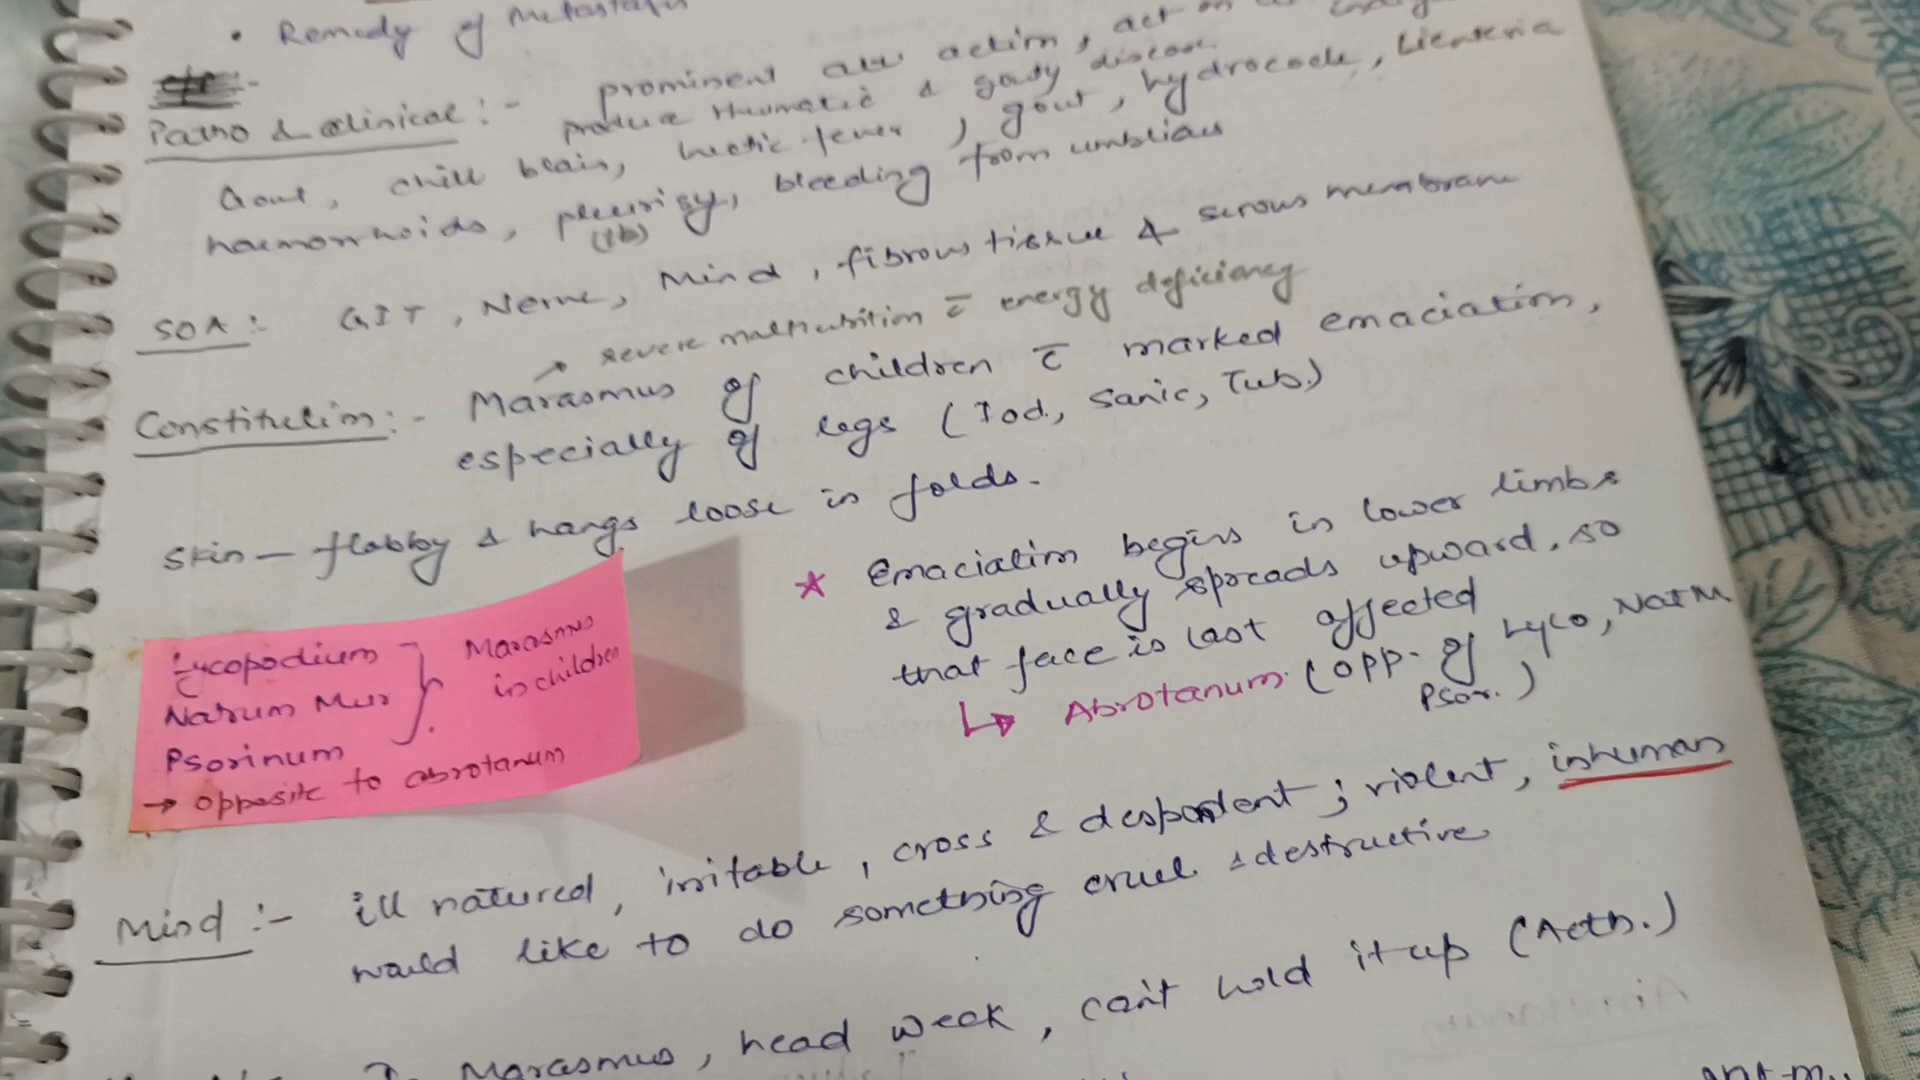 • Remedy of Metastasis
Patho & clinical :- prominent action, act on
produce rheumatic & gouty disease.
Gout, chill blain, hectic fever, gout, hydrocoele, Lienteria
haemorrhoids, pleurisy, bleeding from umblicus
(tb)
SOA : GIT, Nerve, Mind, fibrous tissue & serous membrane
→ severe malnutrition c̄ energy deficiency
Constitution :- Marasmus of children c̄ marked emaciation,
especially of legs (Iod., Sanic, Tub.)
Skin — flabby & hangs loose in folds.
* Emaciation begins in lower limbs
& gradually spreads upward, so
that face is last affected
↳ Abrotanum. (opp. of Lyco, Nat M
Psor.)
Lycopodium } Marasmus
Natrum Mur in children
Psorinum
→ opposite to abrotanum
Mind :- ill natured, irritable, cross & despondent ; violent, inhuman
would like to do something cruel & destructive
Marasmus, head weak, can't hold it up (Aeth.)